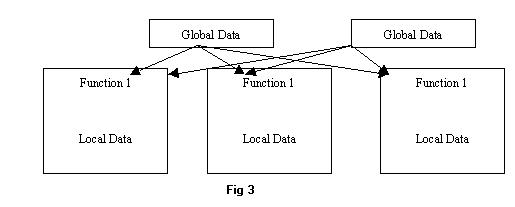 Global Data
Global Data
Function 1
Function 1
Function 1
Local Data
Local Data
Local Data
Fig 3